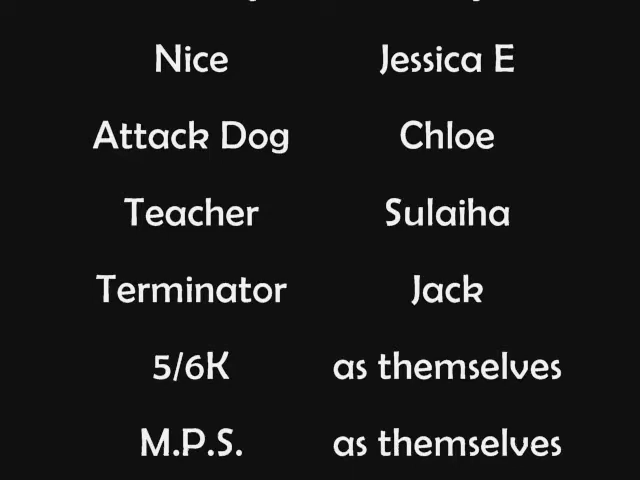 Nice Jessica E
Attack Dog Chloe
Teacher Sulaiha
Terminator Jack
5/6K as themselves
M.P.S. as themselves